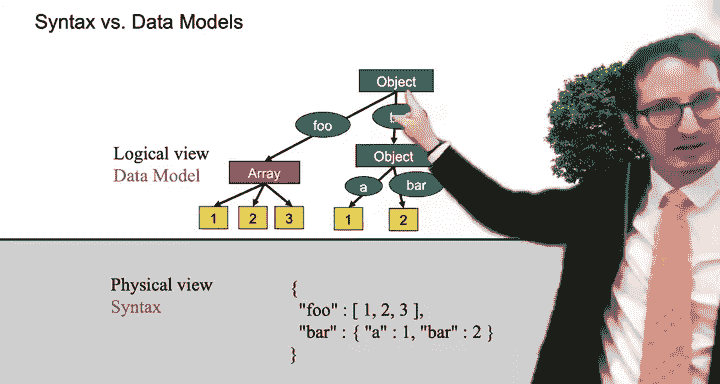 Syntax vs. Data Models
Object
foo
Logical view
Data Model
Array
Object
a
bar
1
2
3
1
2
Physical view
Syntax
{
"foo" : [ 1, 2, 3 ],
"bar" : { "a" : 1, "bar" : 2 }
}